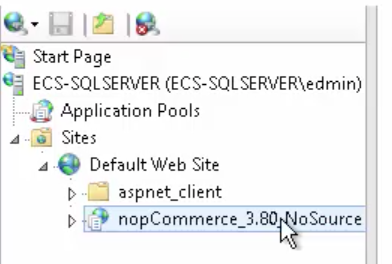 Start Page
ECS-SQLSERVER (ECS-SQLSERVER\edmin)
Application Pools
Sites
Default Web Site
aspnet_client
nopCommerce_3.80_NoSource